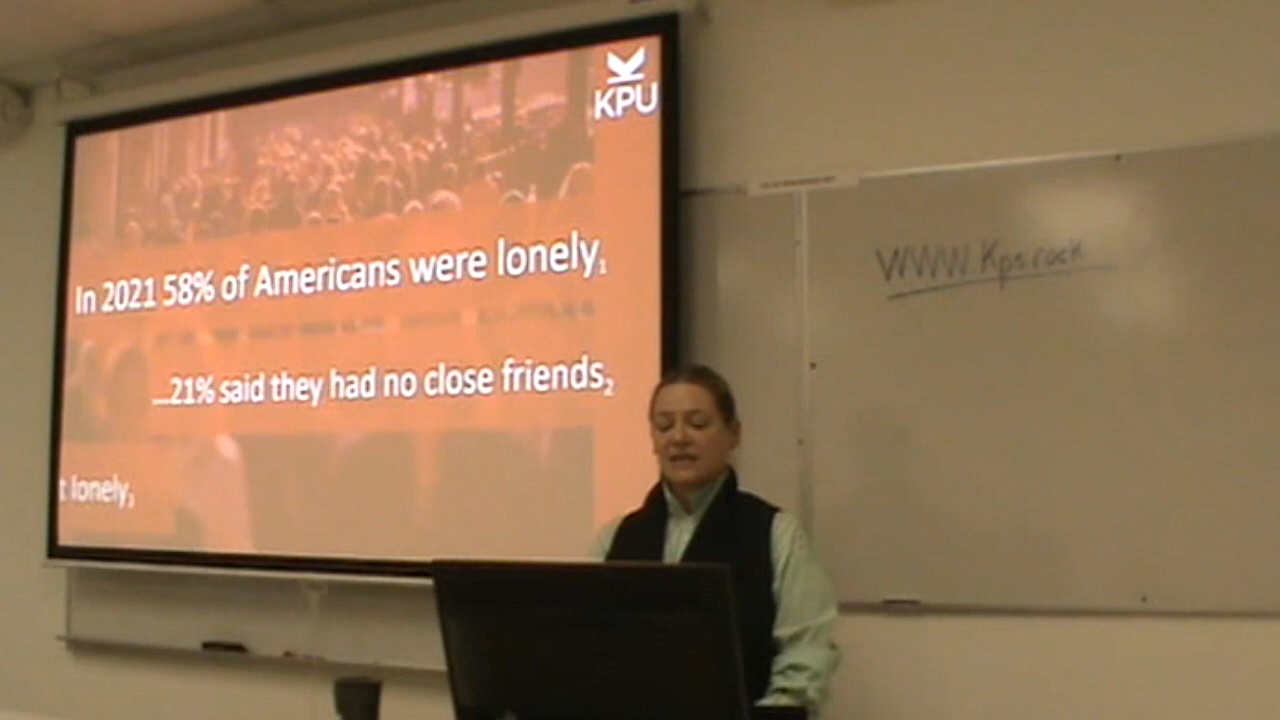 KPU
In 2021 58% of Americans were lonely1
...21% said they had no close friends2
t lonely3
WWW Kps.rock